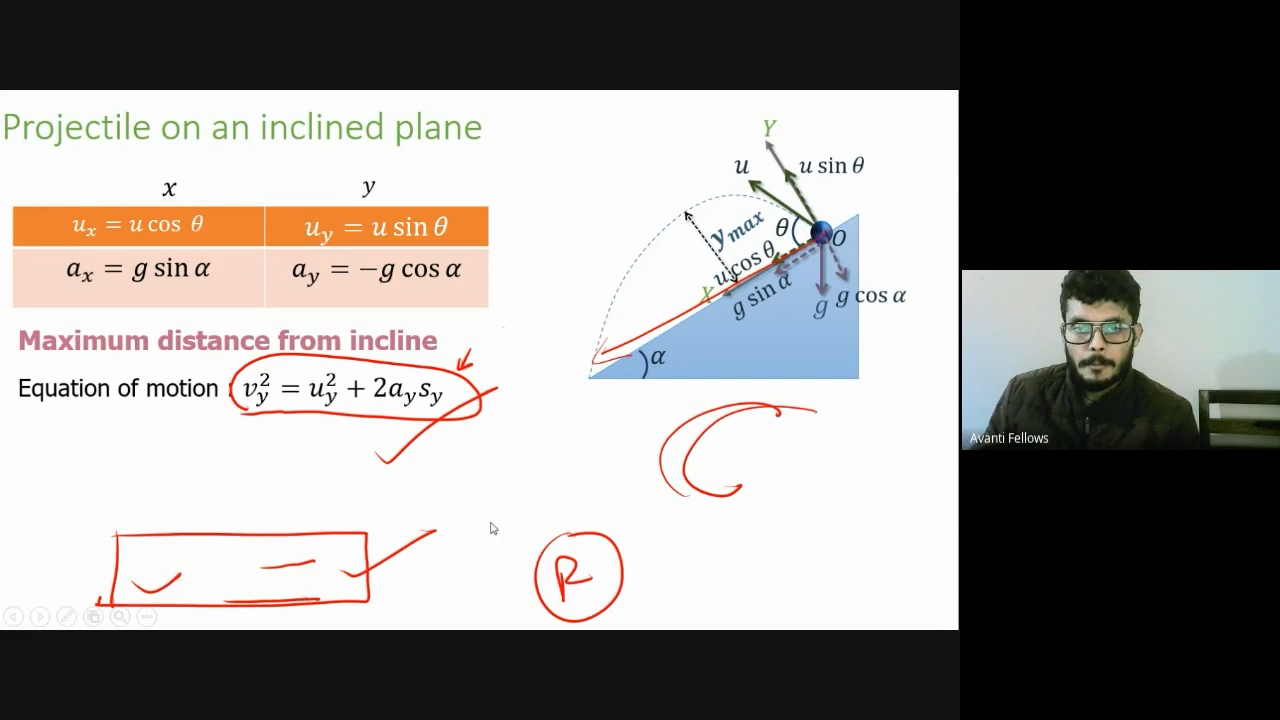 Projectile on an inclined plane
x y
u_x = u cos θ u_y = u sin θ
a_x = g sin α a_y = −g cos α
Maximum distance from incline
Equation of motion : v_y^2 = u_y^2 + 2a_y s_y
Y
u
u sin θ
y_max
θ
O
u cos θ
X
g sin α
g
g cos α
α
R
Avanti Fellows